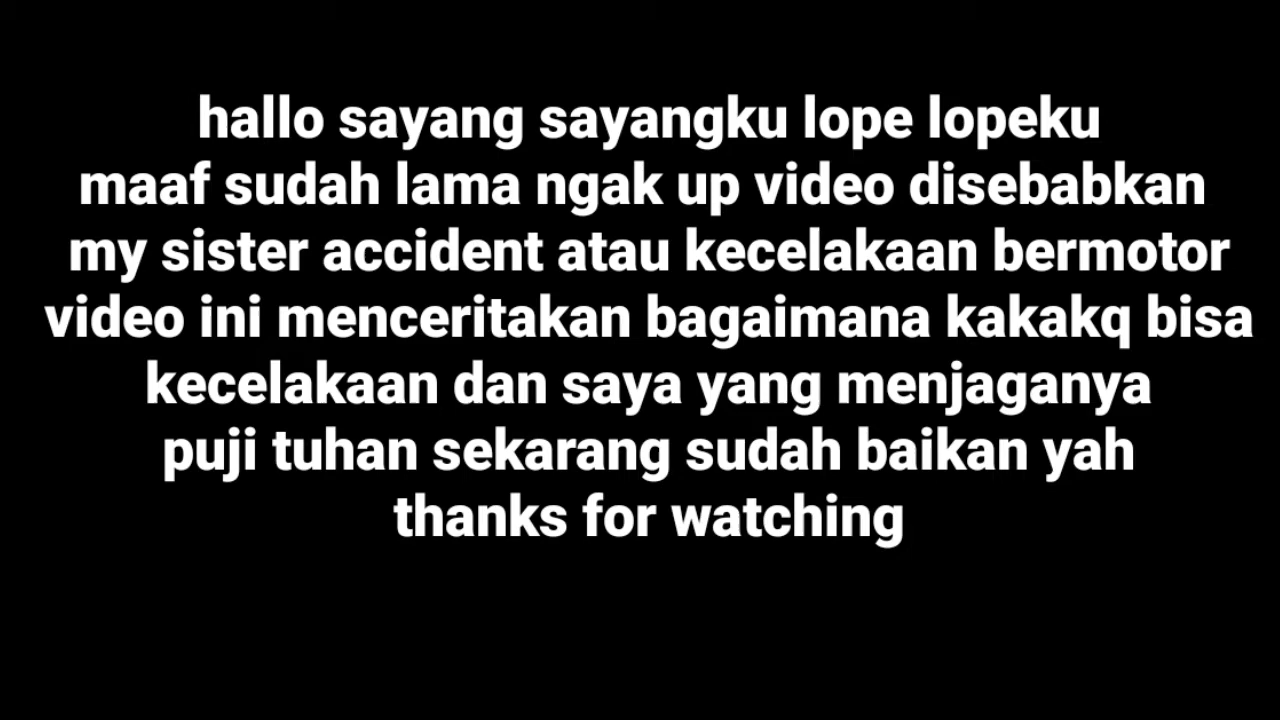 hallo sayang sayangku lope lopeku
maaf sudah lama ngak up video disebabkan
my sister accident atau kecelakaan bermotor
video ini menceritakan bagaimana kakakq bisa
kecelakaan dan saya yang menjaganya
puji tuhan sekarang sudah baikan yah
thanks for watching